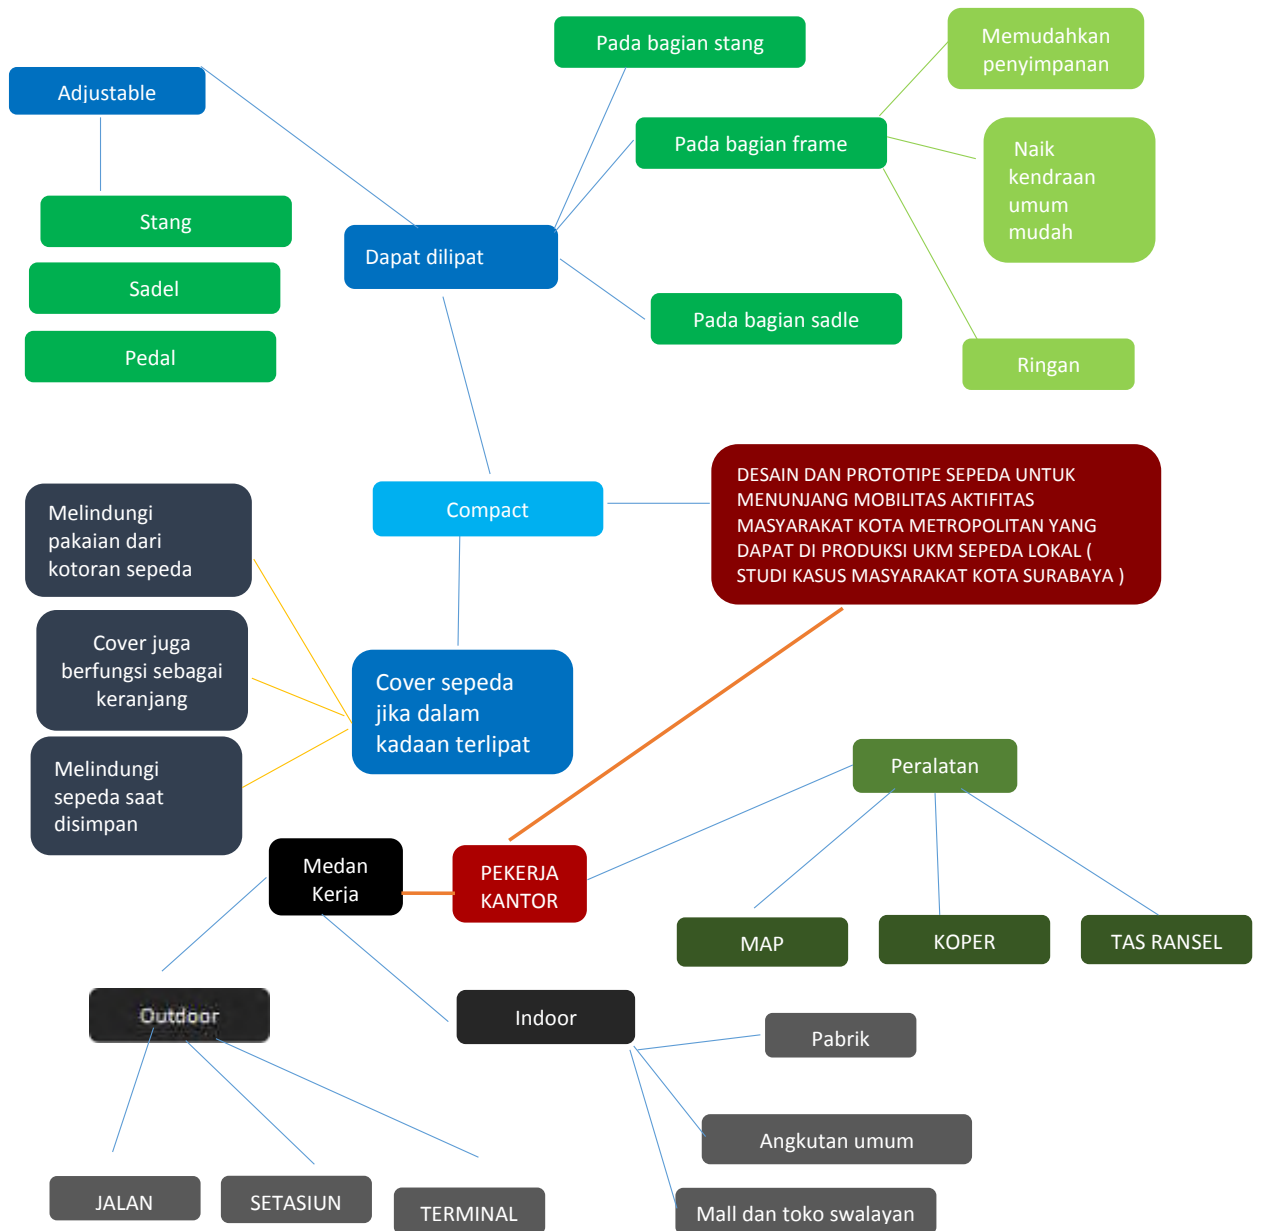 Pada bagian stang
Memudahkan
penyimpanan
Adjustable
Pada bagian frame
Naik
kendraan
umum
mudah
Stang
Dapat dilipat
Sadel
Pada bagian sadle
Pedal
Ringan
DESAIN DAN PROTOTIPE SEPEDA UNTUK
MENUNJANG MOBILITAS AKTIFITAS
MASYARAKAT KOTA METROPOLITAN YANG
DAPAT DI PRODUKSI UKM SEPEDA LOKAL (
STUDI KASUS MASYARAKAT KOTA SURABAYA )
Compact
Melindungi
pakaian dari
kotoran sepeda
Cover juga
berfungsi sebagai
keranjang
Cover sepeda
jika dalam
kadaan terlipat
Melindungi
sepeda saat
disimpan
Peralatan
Medan
Kerja
PEKERJA
KANTOR
MAP
KOPER
TAS RANSEL
Outdoor
Indoor
Pabrik
Angkutan umum
JALAN
SETASIUN
TERMINAL
Mall dan toko swalayan